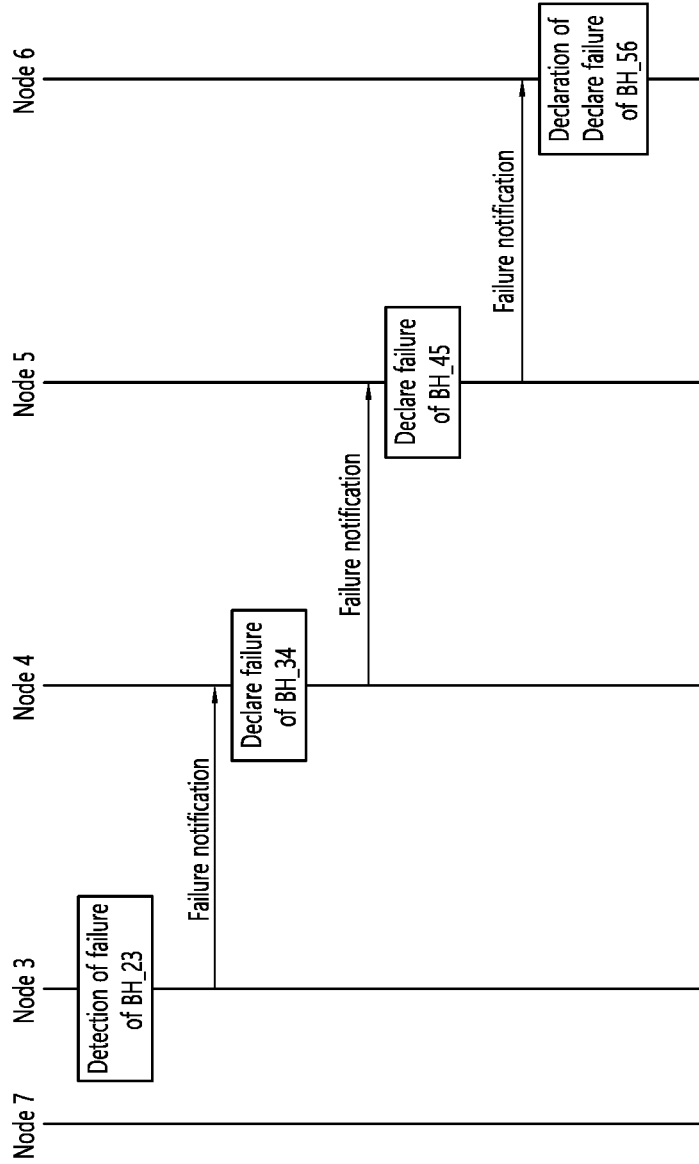 Node 7
Node 3
Node 4
Node 5
Node 6
Detection of failure
of BH_23
Failure notification
Declare failure
of BH_34
Failure notification
Declare failure
of BH_45
Failure notification
Declaration of
Declare failure
of BH_56